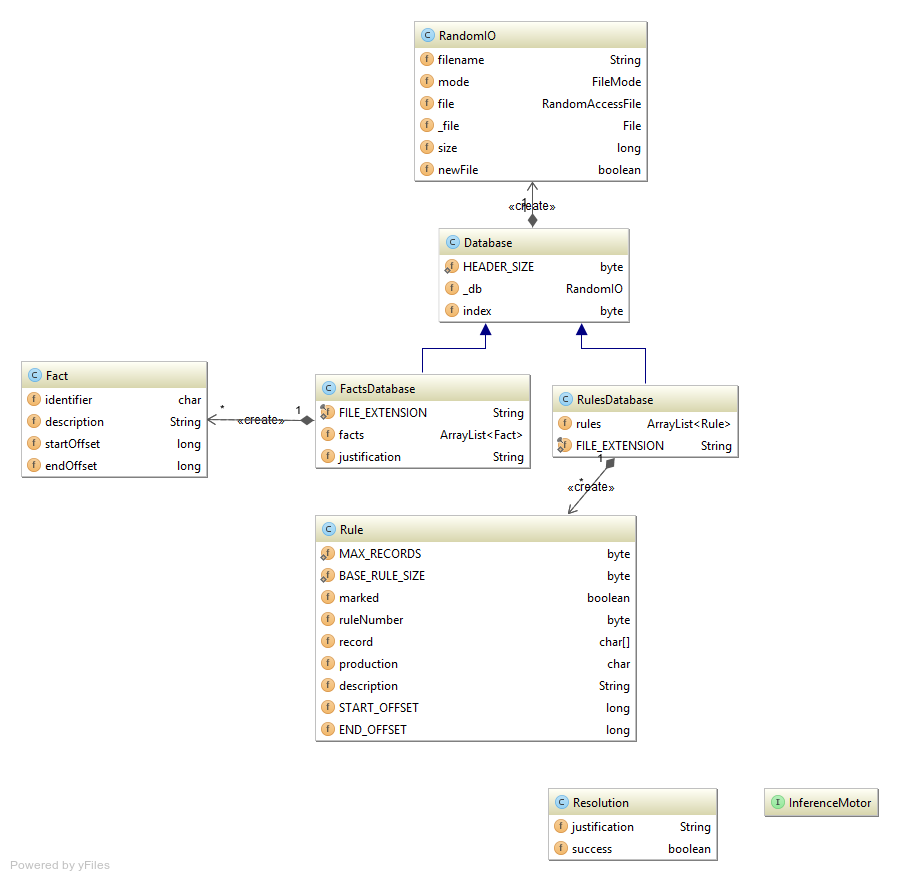 C RandomIO
f filename String
f mode FileMode
f file RandomAccessFile
f _file File
f size long
f newFile boolean
1
«create»
C Database
f HEADER_SIZE byte
f _db RandomIO
f index byte
C Fact
f identifier char
f description String
f startOffset long
f endOffset long
* «create» 1
C FactsDatabase
f FILE_EXTENSION String
f facts ArrayList<Fact>
f justification String
C RulesDatabase
f rules ArrayList<Rule>
f FILE_EXTENSION String
1
*
«create»
C Rule
f MAX_RECORDS byte
f BASE_RULE_SIZE byte
f marked boolean
f ruleNumber byte
f record char[]
f production char
f description String
f START_OFFSET long
f END_OFFSET long
C Resolution
f justification String
f success boolean
I InferenceMotor
Powered by yFiles